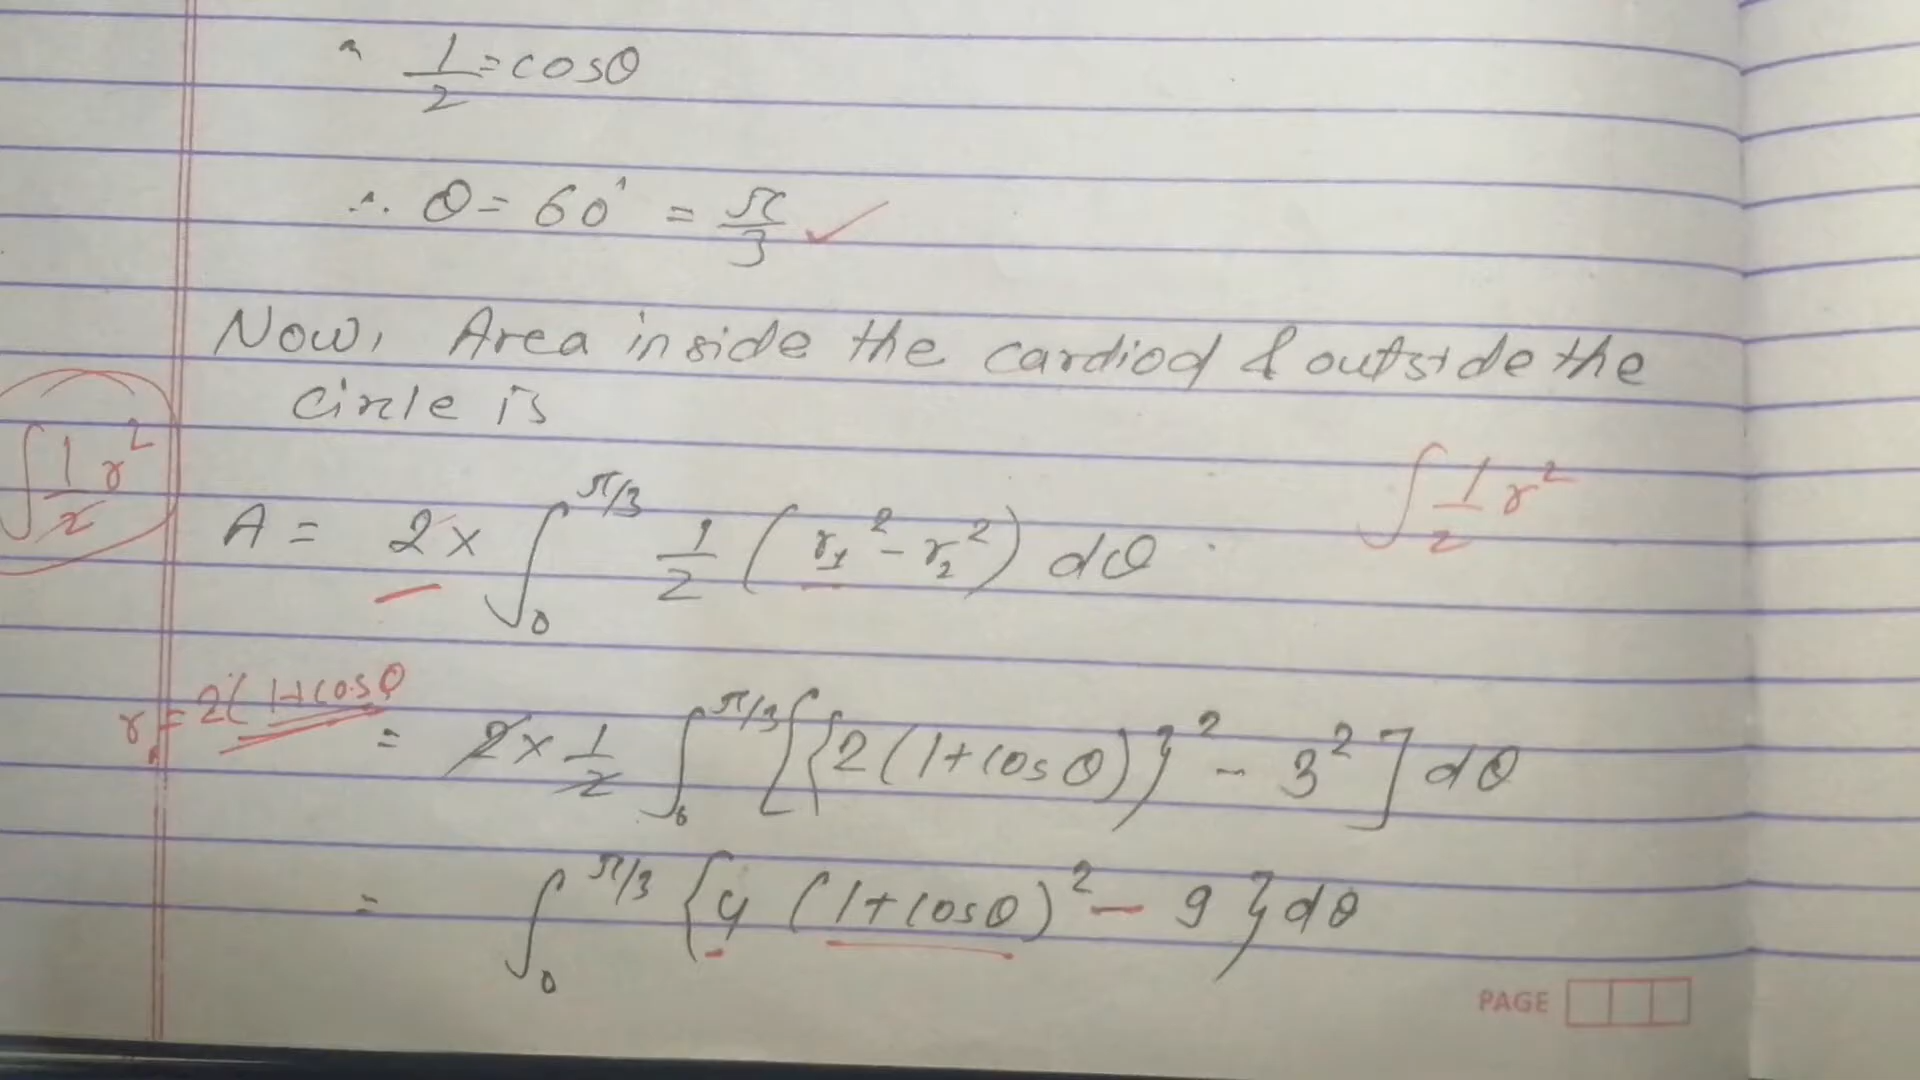 ∴ 1/2 = cosθ
∴ θ = 60° = π/3 ✓
Now, Area inside the cardiod & outside the
circle is
∫ 1/2 r²
A = 2 × ∫₀^π/3 1/2 (r₁² - r₂²) dθ
∫ 1/2 r²
r₁ = 2(1+cosθ
= 2 × 1/2 ∫₀^π/3 [{2(1+cosθ)}² - 3²] dθ
= ∫₀^π/3 {4 (1+cosθ)² - 9} dθ
PAGE